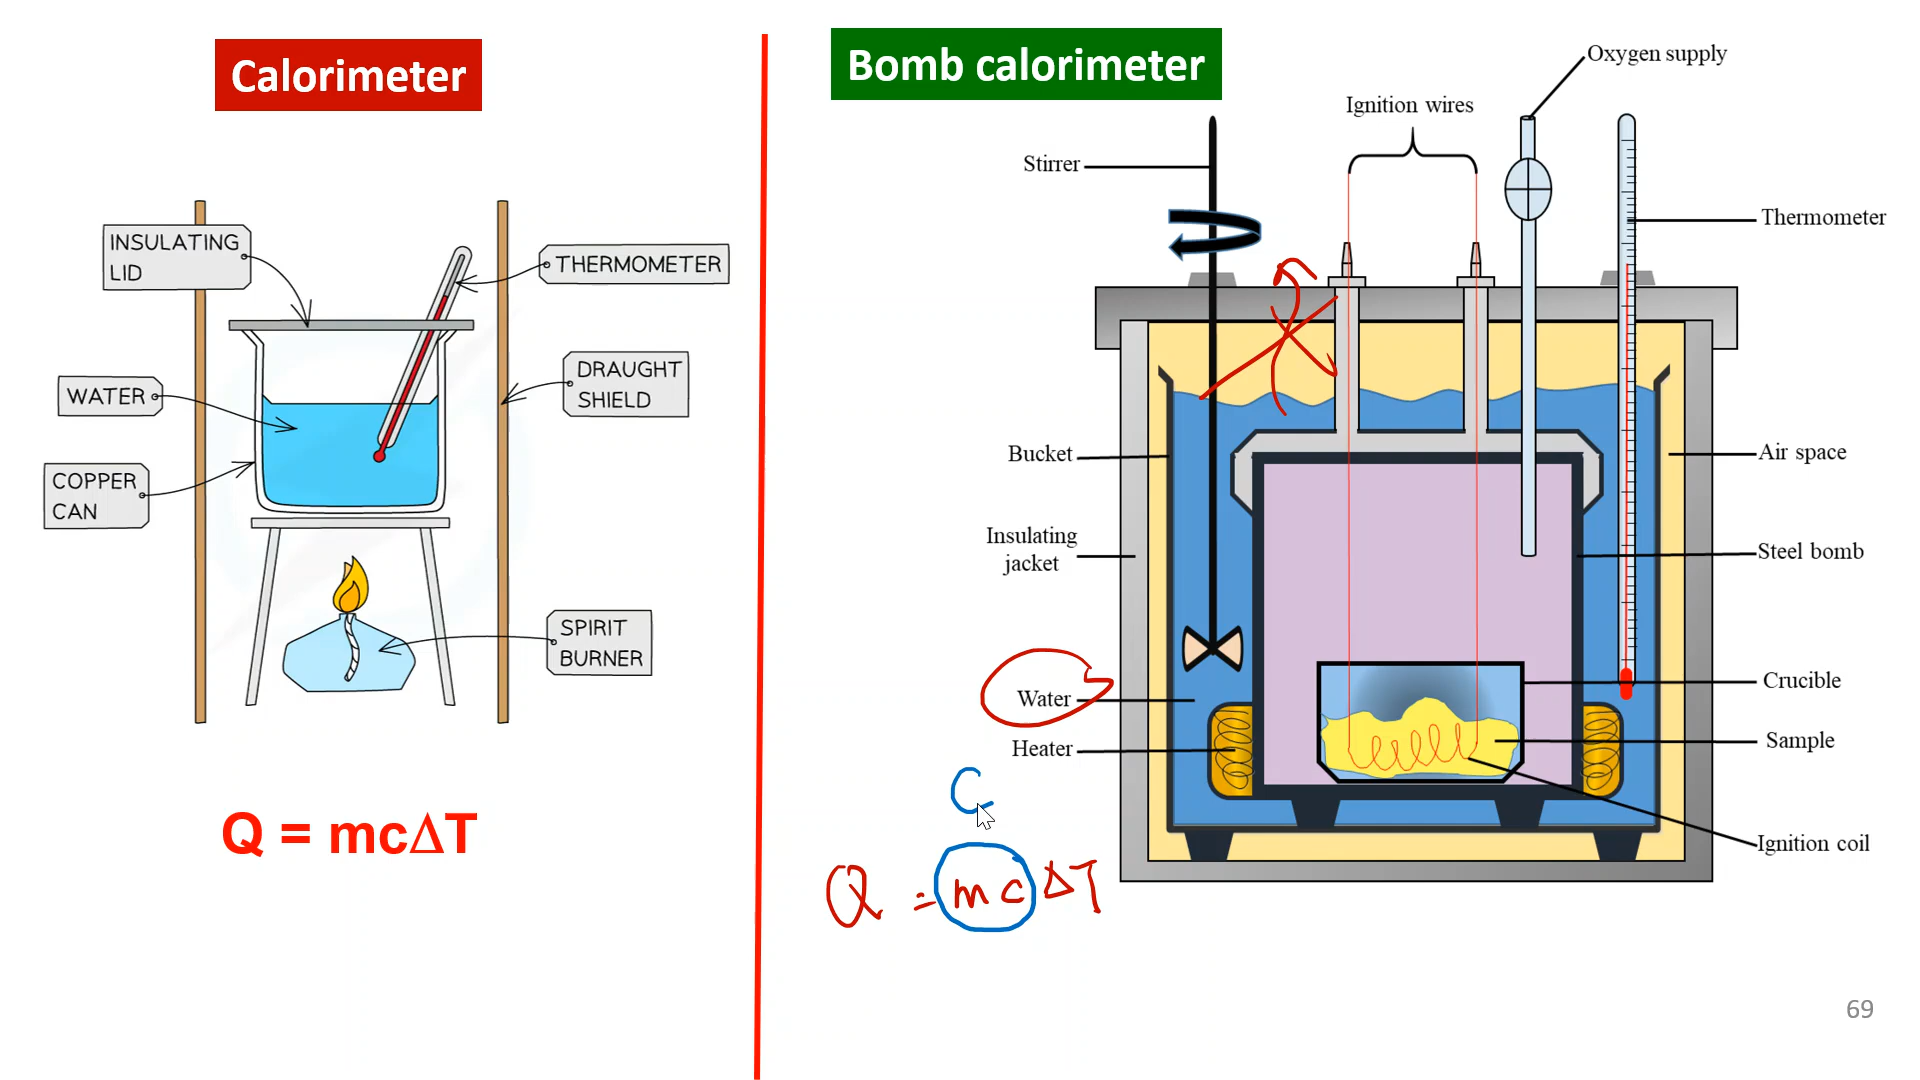 Calorimeter
INSULATING
LID
THERMOMETER
WATER
DRAUGHT
SHIELD
COPPER
CAN
SPIRIT
BURNER
Q = mcΔT
Bomb calorimeter
Oxygen supply
Ignition wires
Stirrer
Thermometer
Bucket
Air space
Insulating
jacket
Steel bomb
Water
Crucible
Heater
Sample
Ignition coil
C
Q = mcΔT
69